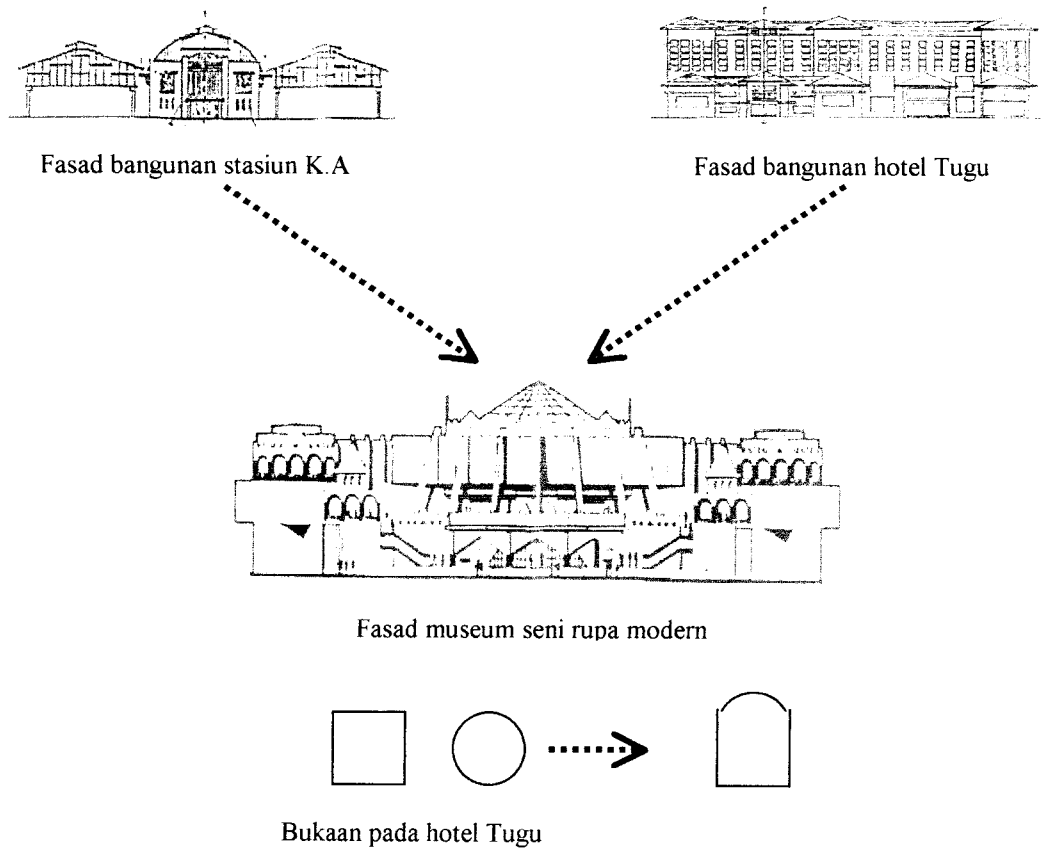 Fasad bangunan stasiun K.A
Fasad bangunan hotel Tugu
Fasad museum seni rupa modern
Bukaan pada hotel Tugu